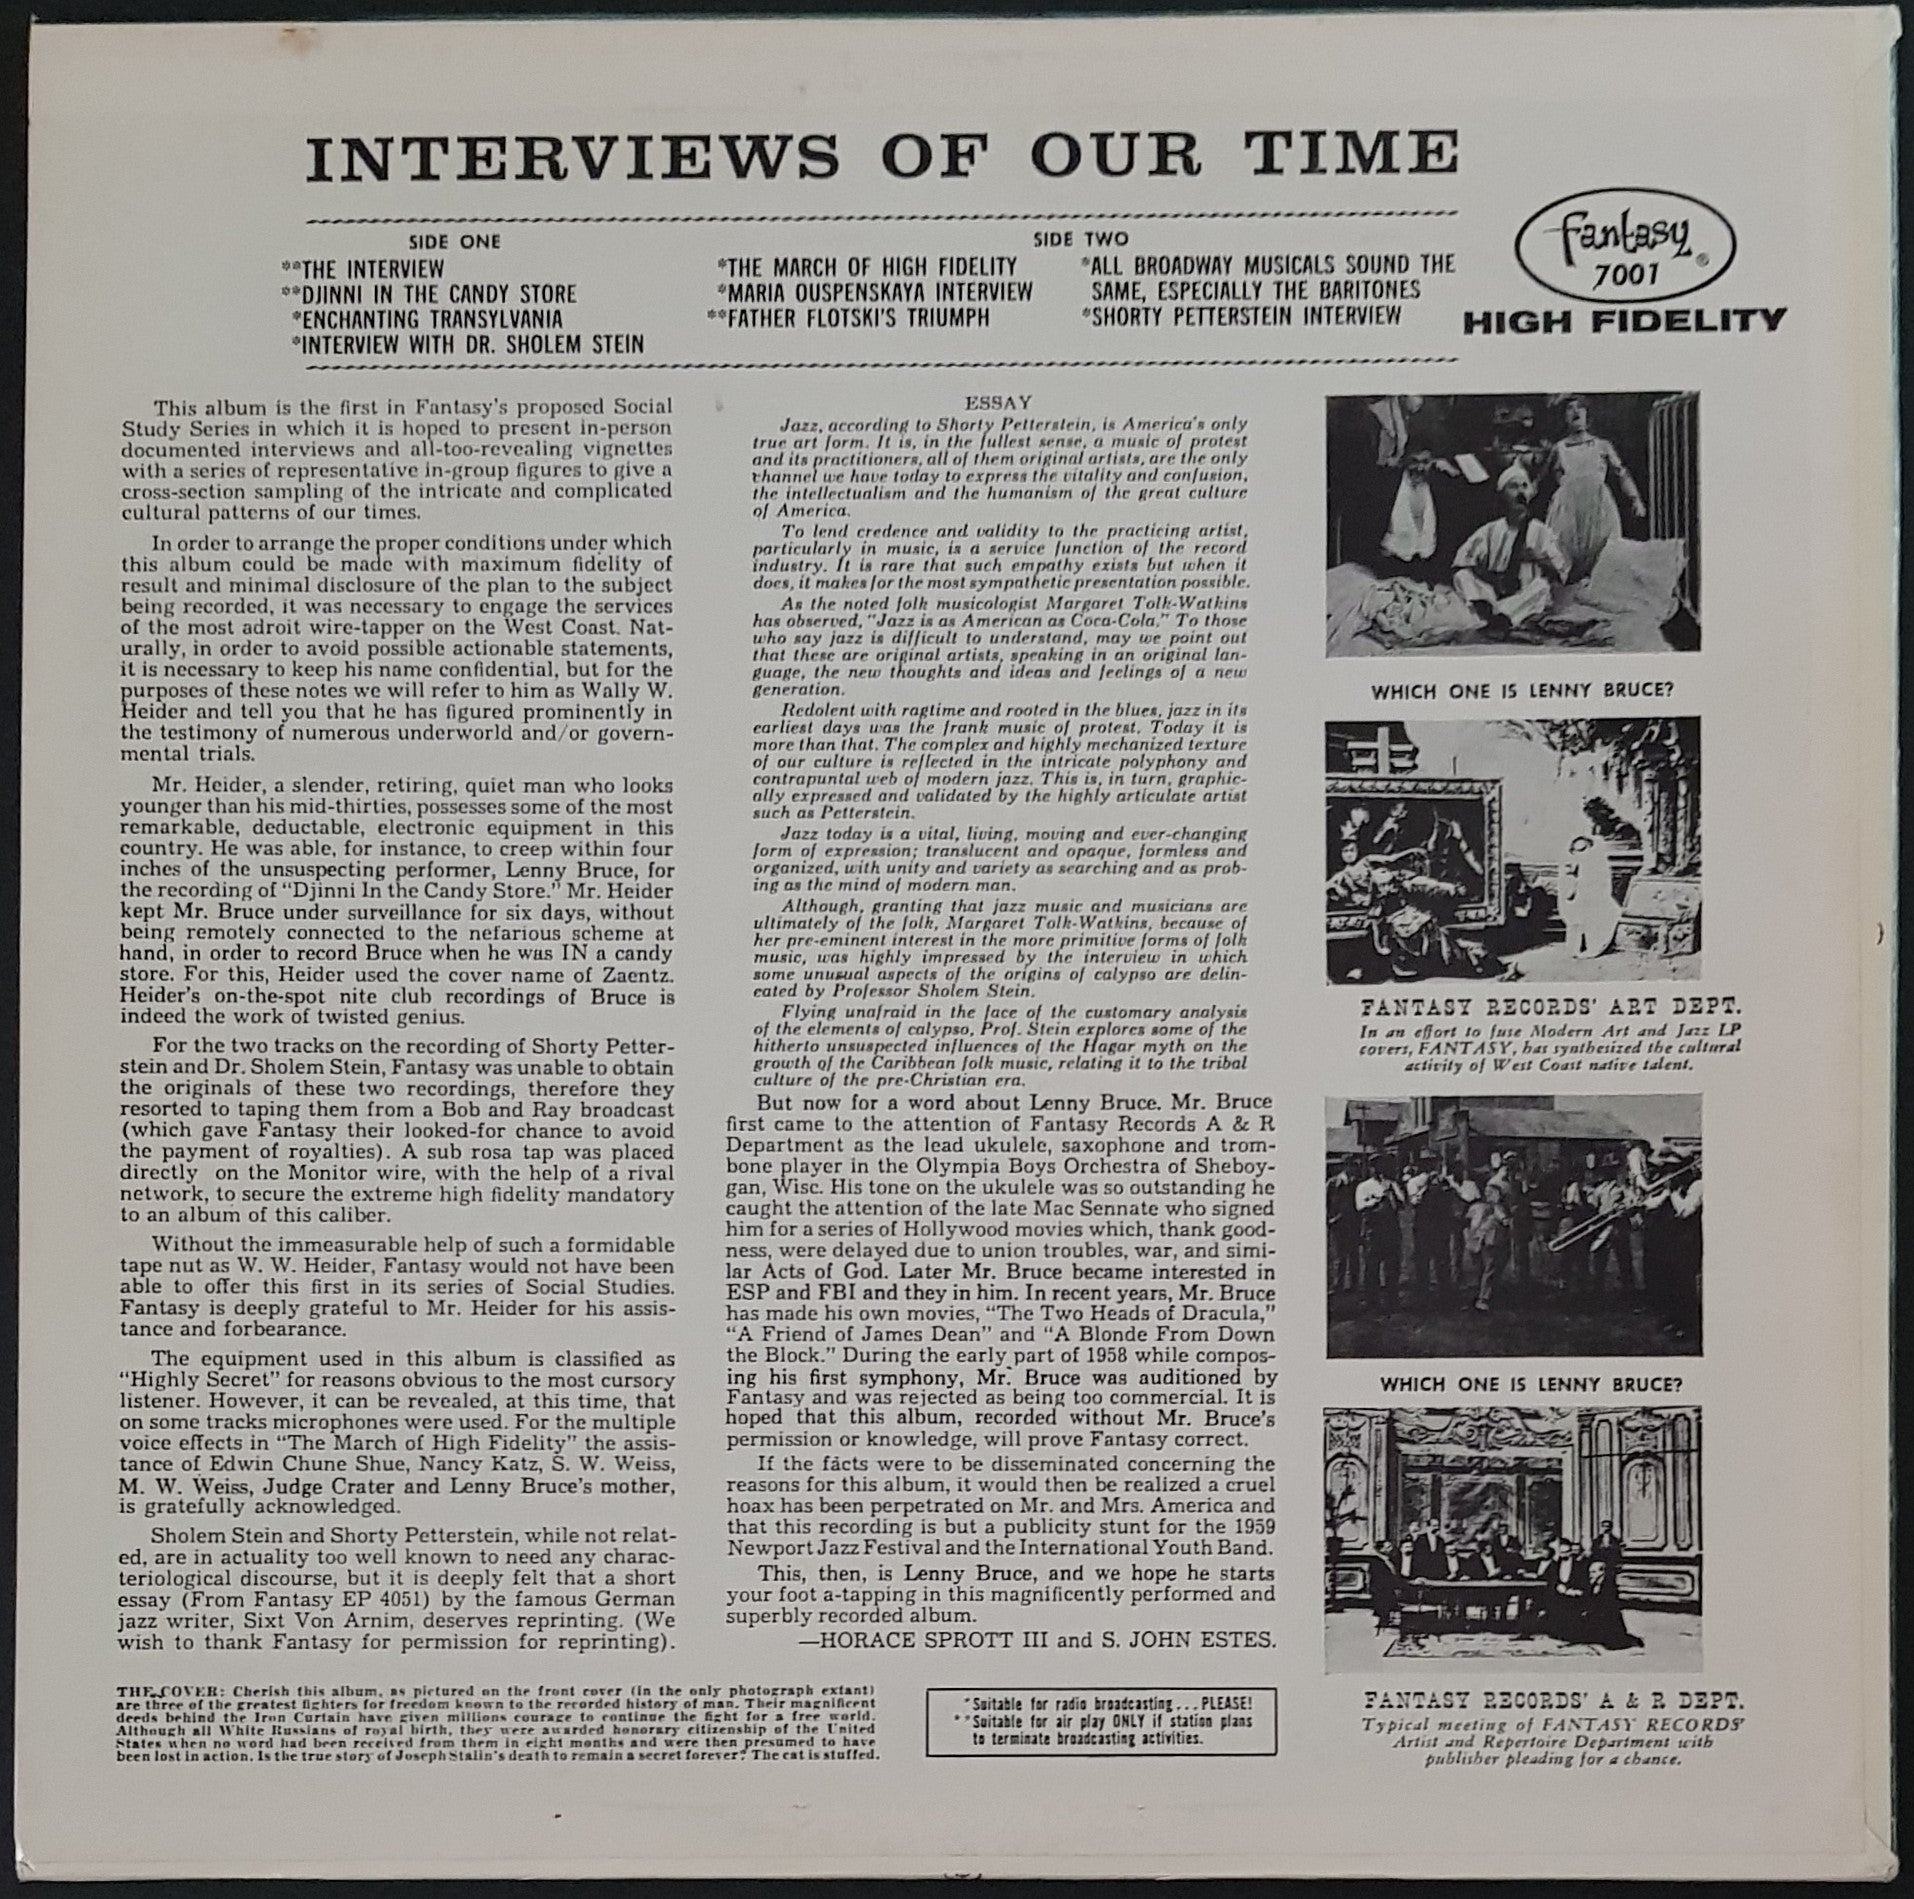 INTERVIEWS OF OUR TIME
SIDE ONE
**THE INTERVIEW
**DJINNI IN THE CANDY STORE
*ENCHANTING TRANSYLVANIA
*INTERVIEW WITH DR. SHOLEM STEIN
SIDE TWO
*THE MARCH OF HIGH FIDELITY
*MARIA OUSPENSKAYA INTERVIEW
**FATHER FLOTSKI'S TRIUMPH
*ALL BROADWAY MUSICALS SOUND THE
SAME, ESPECIALLY THE BARITONES
*SHORTY PETTERSTEIN INTERVIEW
Fantasy ®
7001
HIGH FIDELITY
This album is the first in Fantasy's proposed Social
Study Series in which it is hoped to present in-person
documented interviews and all-too-revealing vignettes
with a series of representative in-group figures to give a
cross-section sampling of the intricate and complicated
cultural patterns of our times.
In order to arrange the proper conditions under which
this album could be made with maximum fidelity of
result and minimal disclosure of the plan to the subject
being recorded, it was necessary to engage the services
of the most adroit wire-tapper on the West Coast. Nat-
urally, in order to avoid possible actionable statements,
it is necessary to keep his name confidential, but for the
purposes of these notes we will refer to him as Wally W.
Heider and tell you that he has figured prominently in
the testimony of numerous underworld and/or govern-
mental trials.
Mr. Heider, a slender, retiring, quiet man who looks
younger than his mid-thirties, possesses some of the most
remarkable, deductable, electronic equipment in this
country. He was able, for instance, to creep within four
inches of the unsuspecting performer, Lenny Bruce, for
the recording of "Djinni In the Candy Store." Mr. Heider
kept Mr. Bruce under surveillance for six days, without
being remotely connected to the nefarious scheme at
hand, in order to record Bruce when he was IN a candy
store. For this, Heider used the cover name of Zaentz.
Heider's on-the-spot nite club recordings of Bruce is
indeed the work of twisted genius.
For the two tracks on the recording of Shorty Petter-
stein and Dr. Sholem Stein, Fantasy was unable to obtain
the originals of these two recordings, therefore they
resorted to taping them from a Bob and Ray broadcast
(which gave Fantasy their looked-for chance to avoid
the payment of royalties). A sub rosa tap was placed
directly on the Monitor wire, with the help of a rival
network, to secure the extreme high fidelity mandatory
to an album of this caliber.
Without the immeasurable help of such a formidable
tape nut as W. W. Heider, Fantasy would not have been
able to offer this first in its series of Social Studies.
Fantasy is deeply grateful to Mr. Heider for his assis-
tance and forbearance.
The equipment used in this album is classified as
"Highly Secret" for reasons obvious to the most cursory
listener. However, it can be revealed, at this time, that
on some tracks microphones were used. For the multiple
voice effects in "The March of High Fidelity" the assis-
tance of Edwin Chune Shue, Nancy Katz, S. W. Weiss,
M. W. Weiss, Judge Crater and Lenny Bruce's mother,
is gratefully acknowledged.
Sholem Stein and Shorty Petterstein, while not relat-
ed, are in actuality too well known to need any charac-
teriological discourse, but it is deeply felt that a short
essay (From Fantasy EP 4051) by the famous German
jazz writer, Sixt Von Arnim, deserves reprinting. (We
wish to thank Fantasy for permission for reprinting).
ESSAY
Jazz, according to Shorty Petterstein, is America's only
true art form. It is, in the fullest sense, a music of protest
and its practitioners, all of them original artists, are the only
channel we have today to express the vitality and confusion,
the intellectualism and the humanism of the great culture
of America.
To lend credence and validity to the practicing artist,
particularly in music, is a service function of the record
industry. It is rare that such empathy exists but when it
does, it makes for the most sympathetic presentation possible.
As the noted folk musicologist Margaret Tolk-Watkins
has observed, "Jazz is as American as Coca-Cola." To those
who say jazz is difficult to understand, may we point out
that these are original artists, speaking in an original lan-
guage, the new thoughts and ideas and feelings of a new
generation.
Redolent with ragtime and rooted in the blues, jazz in its
earliest days was the frank music of protest. Today it is
more than that. The complex and highly mechanized texture
of our culture is reflected in the intricate polyphony and
contrapuntal web of modern jazz. This is, in turn, graphic-
ally expressed and validated by the highly articulate artist
such as Petterstein.
Jazz today is a vital, living, moving and ever-changing
form of expression; translucent and opaque, formless and
organized, with unity and variety as searching and as prob-
ing as the mind of modern man.
Although, granting that jazz music and musicians are
ultimately of the folk, Margaret Tolk-Watkins, because of
her pre-eminent interest in the more primitive forms of folk
music, was highly impressed by the interview in which
some unusual aspects of the origins of calypso are delin-
eated by Professor Sholem Stein.
Flying unafraid in the face of the customary analysis
of the elements of calypso, Prof. Stein explores some of the
hitherto unsuspected influences of the Hagar myth on the
growth of the Caribbean folk music, relating it to the tribal
culture of the pre-Christian era.
But now for a word about Lenny Bruce. Mr. Bruce
first came to the attention of Fantasy Records A & R
Department as the lead ukulele, saxophone and trom-
bone player in the Olympia Boys Orchestra of Sheboy-
gan, Wisc. His tone on the ukulele was so outstanding he
caught the attention of the late Mac Sennate who signed
him for a series of Hollywood movies which, thank good-
ness, were delayed due to union troubles, war, and simi-
lar Acts of God. Later Mr. Bruce became interested in
ESP and FBI and they in him. In recent years, Mr. Bruce
has made his own movies, "The Two Heads of Dracula,"
"A Friend of James Dean" and "A Blonde From Down
the Block." During the early part of 1958 while compos-
ing his first symphony, Mr. Bruce was auditioned by
Fantasy and was rejected as being too commercial. It is
hoped that this album, recorded without Mr. Bruce's
permission or knowledge, will prove Fantasy correct.
If the facts were to be disseminated concerning the
reasons for this album, it would then be realized a cruel
hoax has been perpetrated on Mr. and Mrs. America and
that this recording is but a publicity stunt for the 1959
Newport Jazz Festival and the International Youth Band.
This, then, is Lenny Bruce, and we hope he starts
your foot a-tapping in this magnificently performed and
superbly recorded album.
—HORACE SPROTT III and S. JOHN ESTES.
WHICH ONE IS LENNY BRUCE?
FANTASY RECORDS' ART DEPT.
In an effort to fuse Modern Art and Jazz LP
covers, FANTASY, has synthesized the cultural
activity of West Coast native talent.
WHICH ONE IS LENNY BRUCE?
FANTASY RECORDS' A & R DEPT.
Typical meeting of FANTASY RECORDS'
Artist and Repertoire Department with
publisher pleading for a chance.
THE COVER: Cherish this album, as pictured on the front cover (in the only photograph extant)
are three of the greatest fighters for freedom known to the recorded history of man. Their magnificent
deeds behind the Iron Curtain have given millions courage to continue the fight for a free world.
Although all White Russians of royal birth, they were awarded honorary citizenship of the United
States when no word had been received from them in eight months and were then presumed to have
been lost in action. Is the true story of Joseph Stalin's death to remain a secret forever? The cat is stuffed.
*Suitable for radio broadcasting... PLEASE!
**Suitable for air play ONLY if station plans
to terminate broadcasting activities.